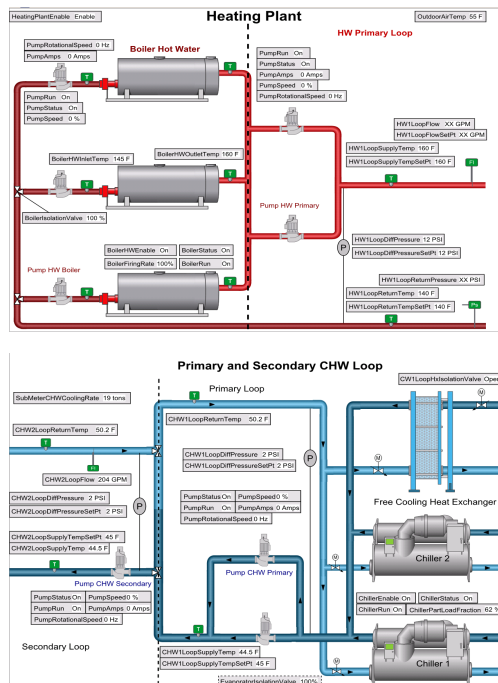 Heating Plant
HeatingPlantEnable Enable
OutdoorAirTemp 55 F
HW Primary Loop
PumpRotationalSpeed 0 Hz
PumpAmps 0 Amps
Boiler Hot Water
PumpRun On
PumpStatus On
PumpAmps 0 Amps
PumpSpeed 0 %
PumpRotationalSpeed 0 Hz
T
T
PumpRun On
PumpStatus On
PumpSpeed 0 %
HW1LoopFlow XX GPM
HW1LoopFlowSetPt XX GPM
BoilerHWInletTemp 145 F
BoilerHWOutletTemp 160 F
HW1LoopSupplyTemp 160 F
HW1LoopSupplyTempSetPt 160 F
T
T
T
FI
BoilerIsolationValve 100 %
Pump HW Primary
BoilerHWEnable On
BoilerStatus On
BoilerFiringRate 100%
BoilerRun On
P
HW1LoopDiffPressure 12 PSI
HW1LoopDiffPressureSetPt 12 PSI
Pump HW Boiler
HW1LoopReturnPressure XX PSI
HW1LoopReturnTemp 140 F
HW1LoopReturnTempSetPt 140 F
T
T
Ps
T
Primary and Secondary CHW Loop
Primary Loop
CW1LoopHxIsolationValve Open
SubMeterCHWCoolingRate 19 tons
T
M
CHW2LoopReturnTemp 50.2 F
CHW1LoopReturnTemp 50.2 F
T
CHW1LoopDiffPressure 2 PSI
CHW1LoopDiffPressureSetPt 2 PSI
P
M
M
FI
CHW2LoopFlow 204 GPM
CHW2LoopDiffPressure 2 PSI
CHW2LoopDiffPressureSetPt 2 PSI
P
PumpStatus On
PumpSpeed 0 %
PumpRun On
PumpAmps 0 Amps
PumpRotationalSpeed 0 Hz
Free Cooling Heat Exchanger
CHW2LoopSupplyTempSetPt 45 F
CHW2LoopSupplyTemp 44.5 F
M
Chiller 2
T
Pump CHW Secondary
Pump CHW Primary
PumpStatus On
PumpSpeed 0 %
PumpRun On
PumpAmps 0 Amps
PumpRotationalSpeed 0 Hz
ChillerEnable On
ChillerStatus On
ChillerRun On
ChillerPartLoadFraction 62 %
T
Secondary Loop
CHW1LoopSupplyTemp 44.5 F
CHW1LoopSupplyTempSetPt 45 F
M
Chiller 1
EvaporatorIsolationValve 100%